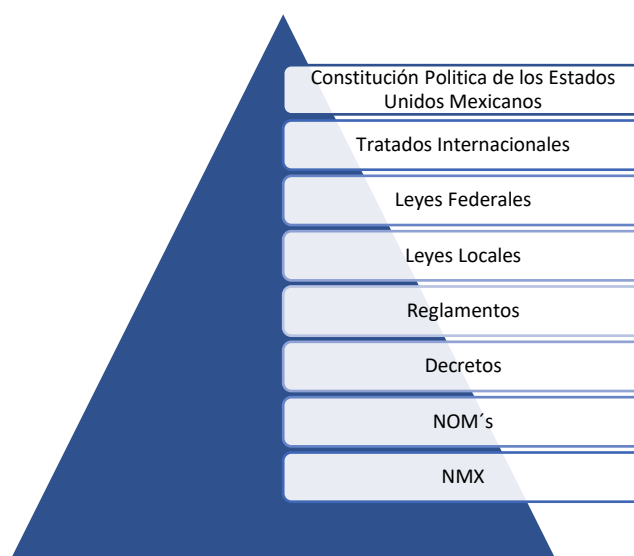 Constitución Politica de los Estados
Unidos Mexicanos
Tratados Internacionales
Leyes Federales
Leyes Locales
Reglamentos
Decretos
NOM´s
NMX